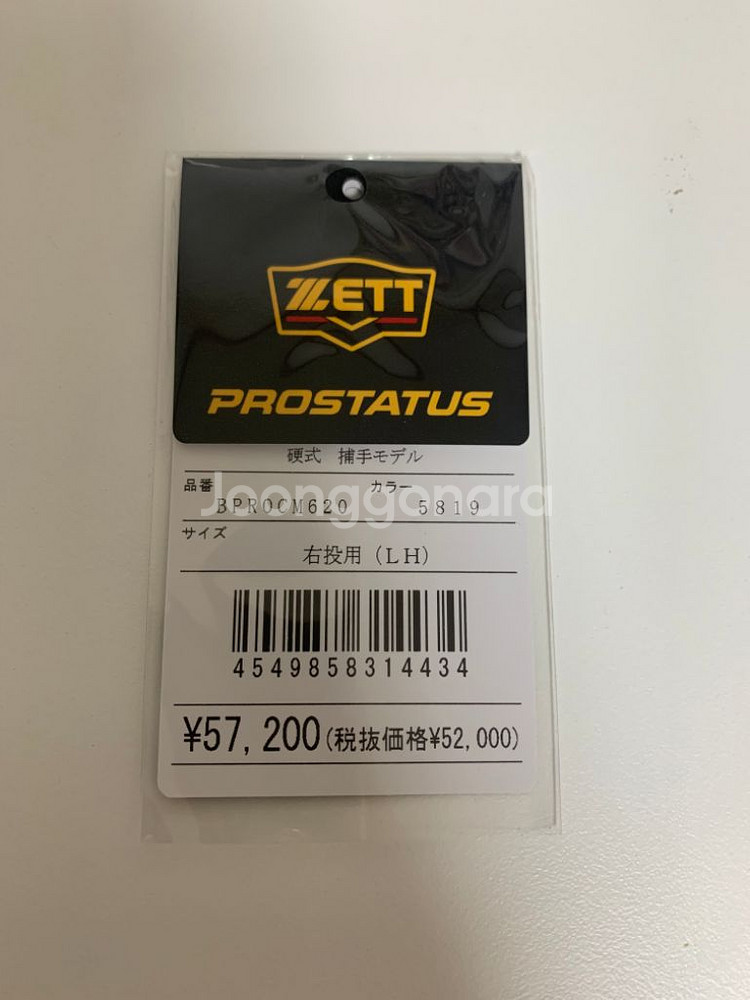 ZETT
PROSTATUS
硬式 捕手モデル
品番 カラー
BPROCM620 5819
Joonggonara
サイズ
右投用(LH)
4549858314434
¥57,200(税抜価格¥52,000)